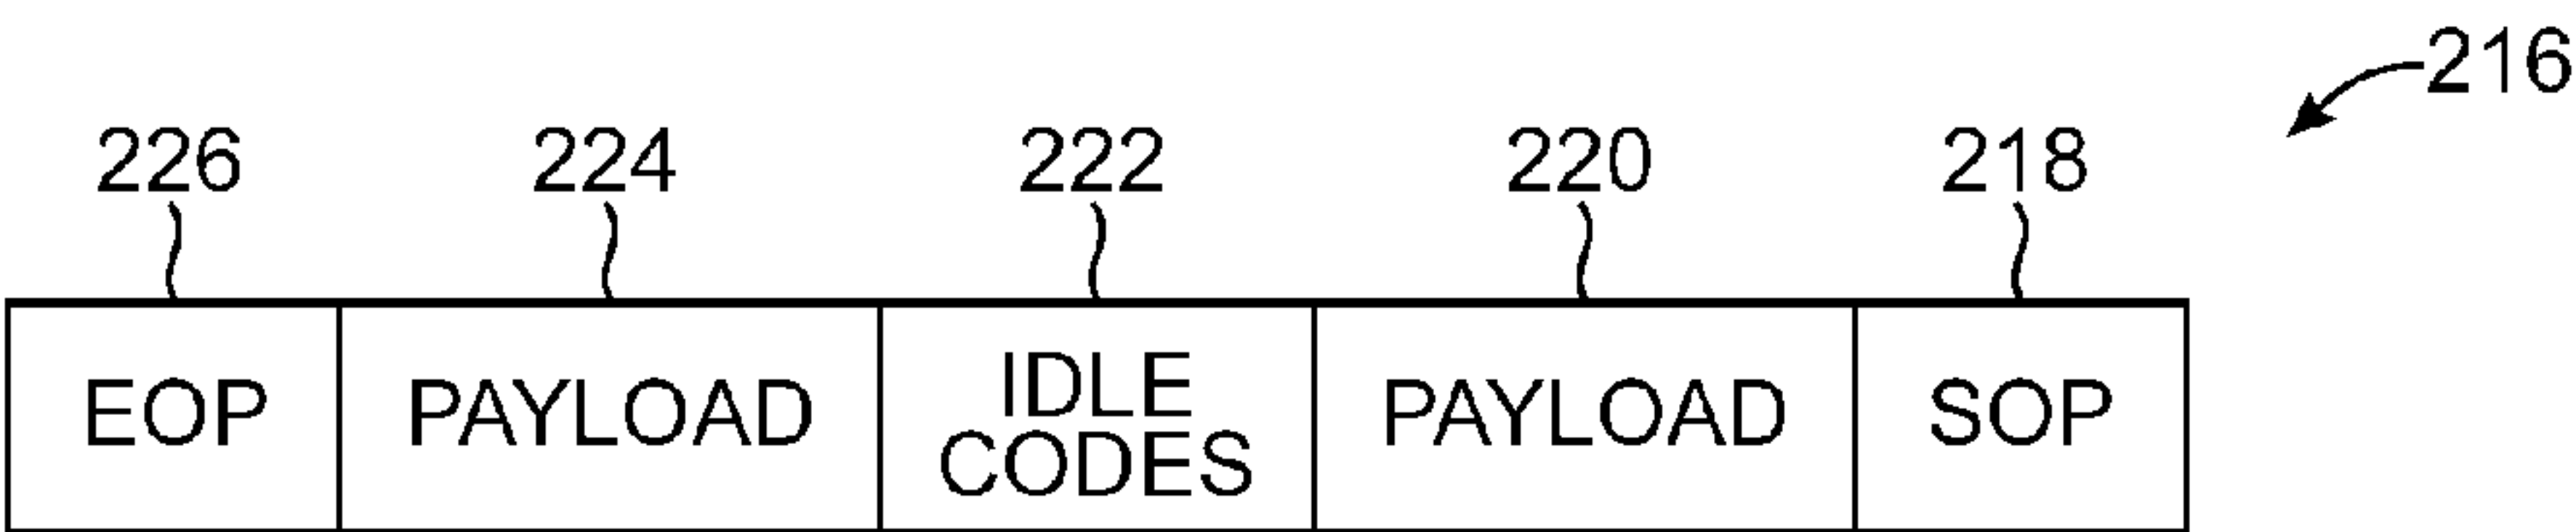 216
226 224 222 220 218
EOP PAYLOAD IDLE CODES PAYLOAD SOP